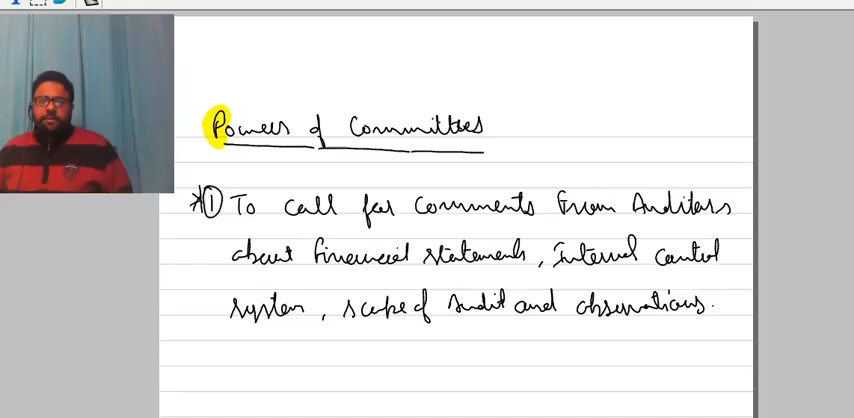 Powers of Committees
* ① To call for comments from Auditors
about financial statements, Internal control
system, scope of Audit and observations.